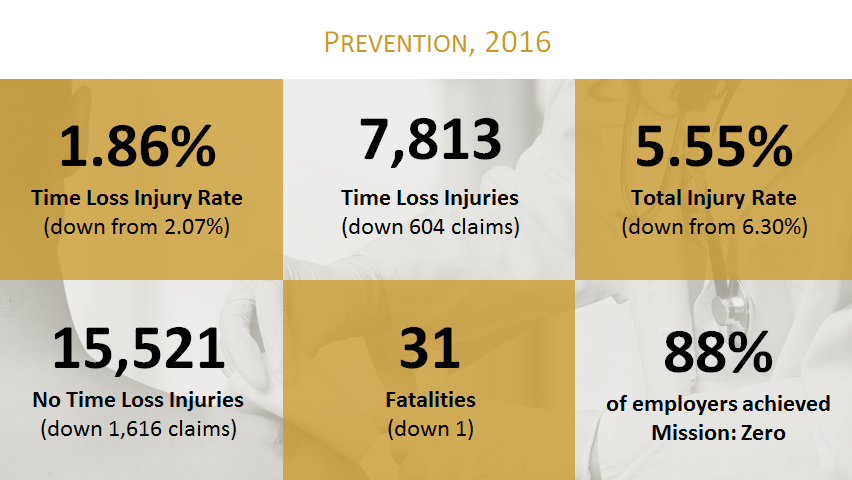 PREVENTION, 2016
1.86%
Time Loss Injury Rate
(down from 2.07%)
7,813
Time Loss Injuries
(down 604 claims)
5.55%
Total Injury Rate
(down from 6.30%)
15,521
No Time Loss Injuries
(down 1,616 claims)
31
Fatalities
(down 1)
88%
of employers achieved
Mission: Zero